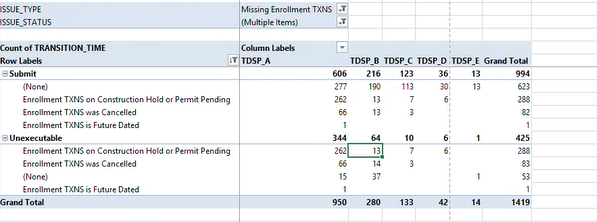 ISSUE_TYPE Missing Enrollment TXNS
ISSUE_STATUS (Multiple Items)
Count of TRANSITION_TIME Column Labels
Row Labels TDSP_A TDSP_B TDSP_C TDSP_D TDSP_E Grand Total
Submit 606 216 123 36 13 994
(None) 277 190 113 30 13 623
Enrollment TXNS on Construction Hold or Permit Pending 262 13 7 6 288
Enrollment TXNS was Cancelled 66 13 3 82
Enrollment TXNS is Future Dated 1 1
Unexecutable 344 64 10 6 1 425
Enrollment TXNS on Construction Hold or Permit Pending 262 13 7 6 288
Enrollment TXNS was Cancelled 66 14 3 83
(None) 15 37 1 53
Enrollment TXNS is Future Dated 1 1
Grand Total 950 280 133 42 14 1419